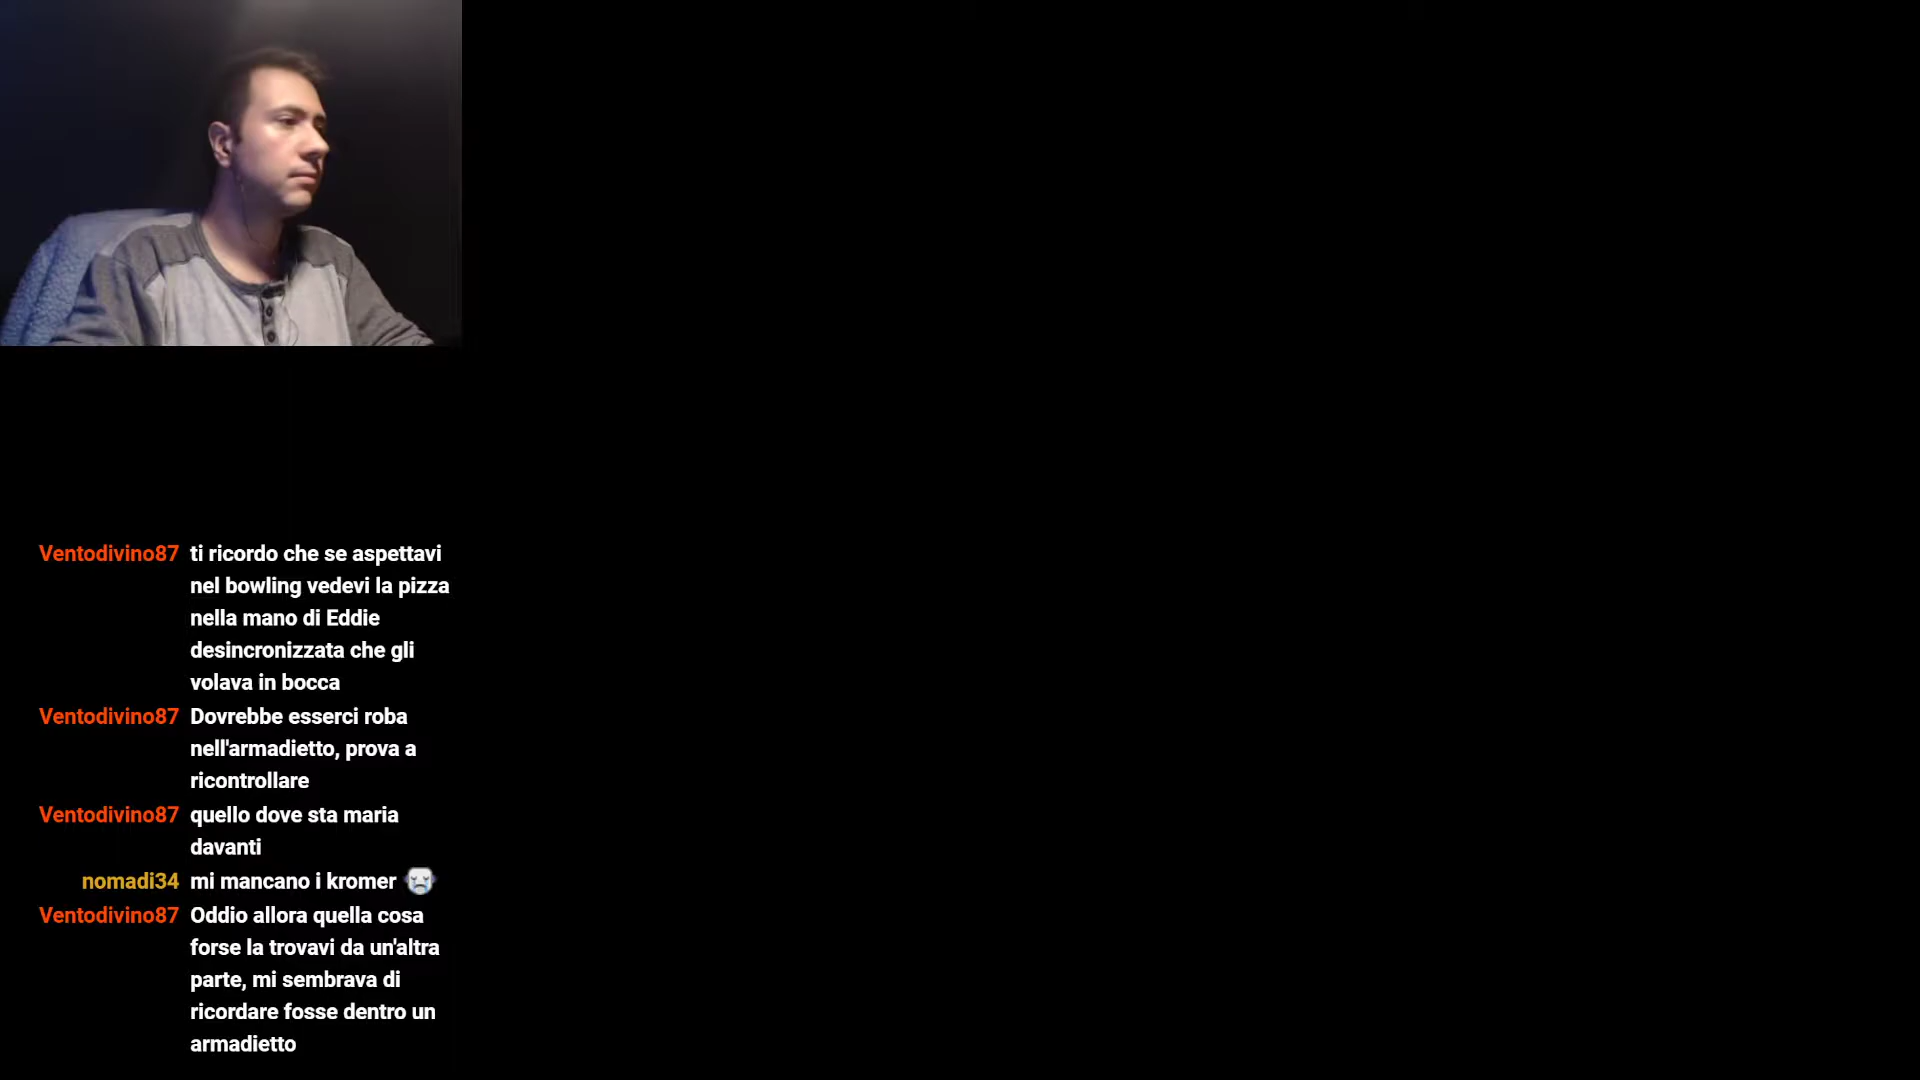 Ventodivino87 ti ricordo che se aspettavi
nel bowling vedevi la pizza
nella mano di Eddie
desincronizzata che gli
volava in bocca
Ventodivino87 Dovrebbe esserci roba
nell'armadietto, prova a
ricontrollare
Ventodivino87 quello dove sta maria
davanti
nomadi34 mi mancano i kromer
Ventodivino87 Oddio allora quella cosa
forse la trovavi da un'altra
parte, mi sembrava di
ricordare fosse dentro un
armadietto